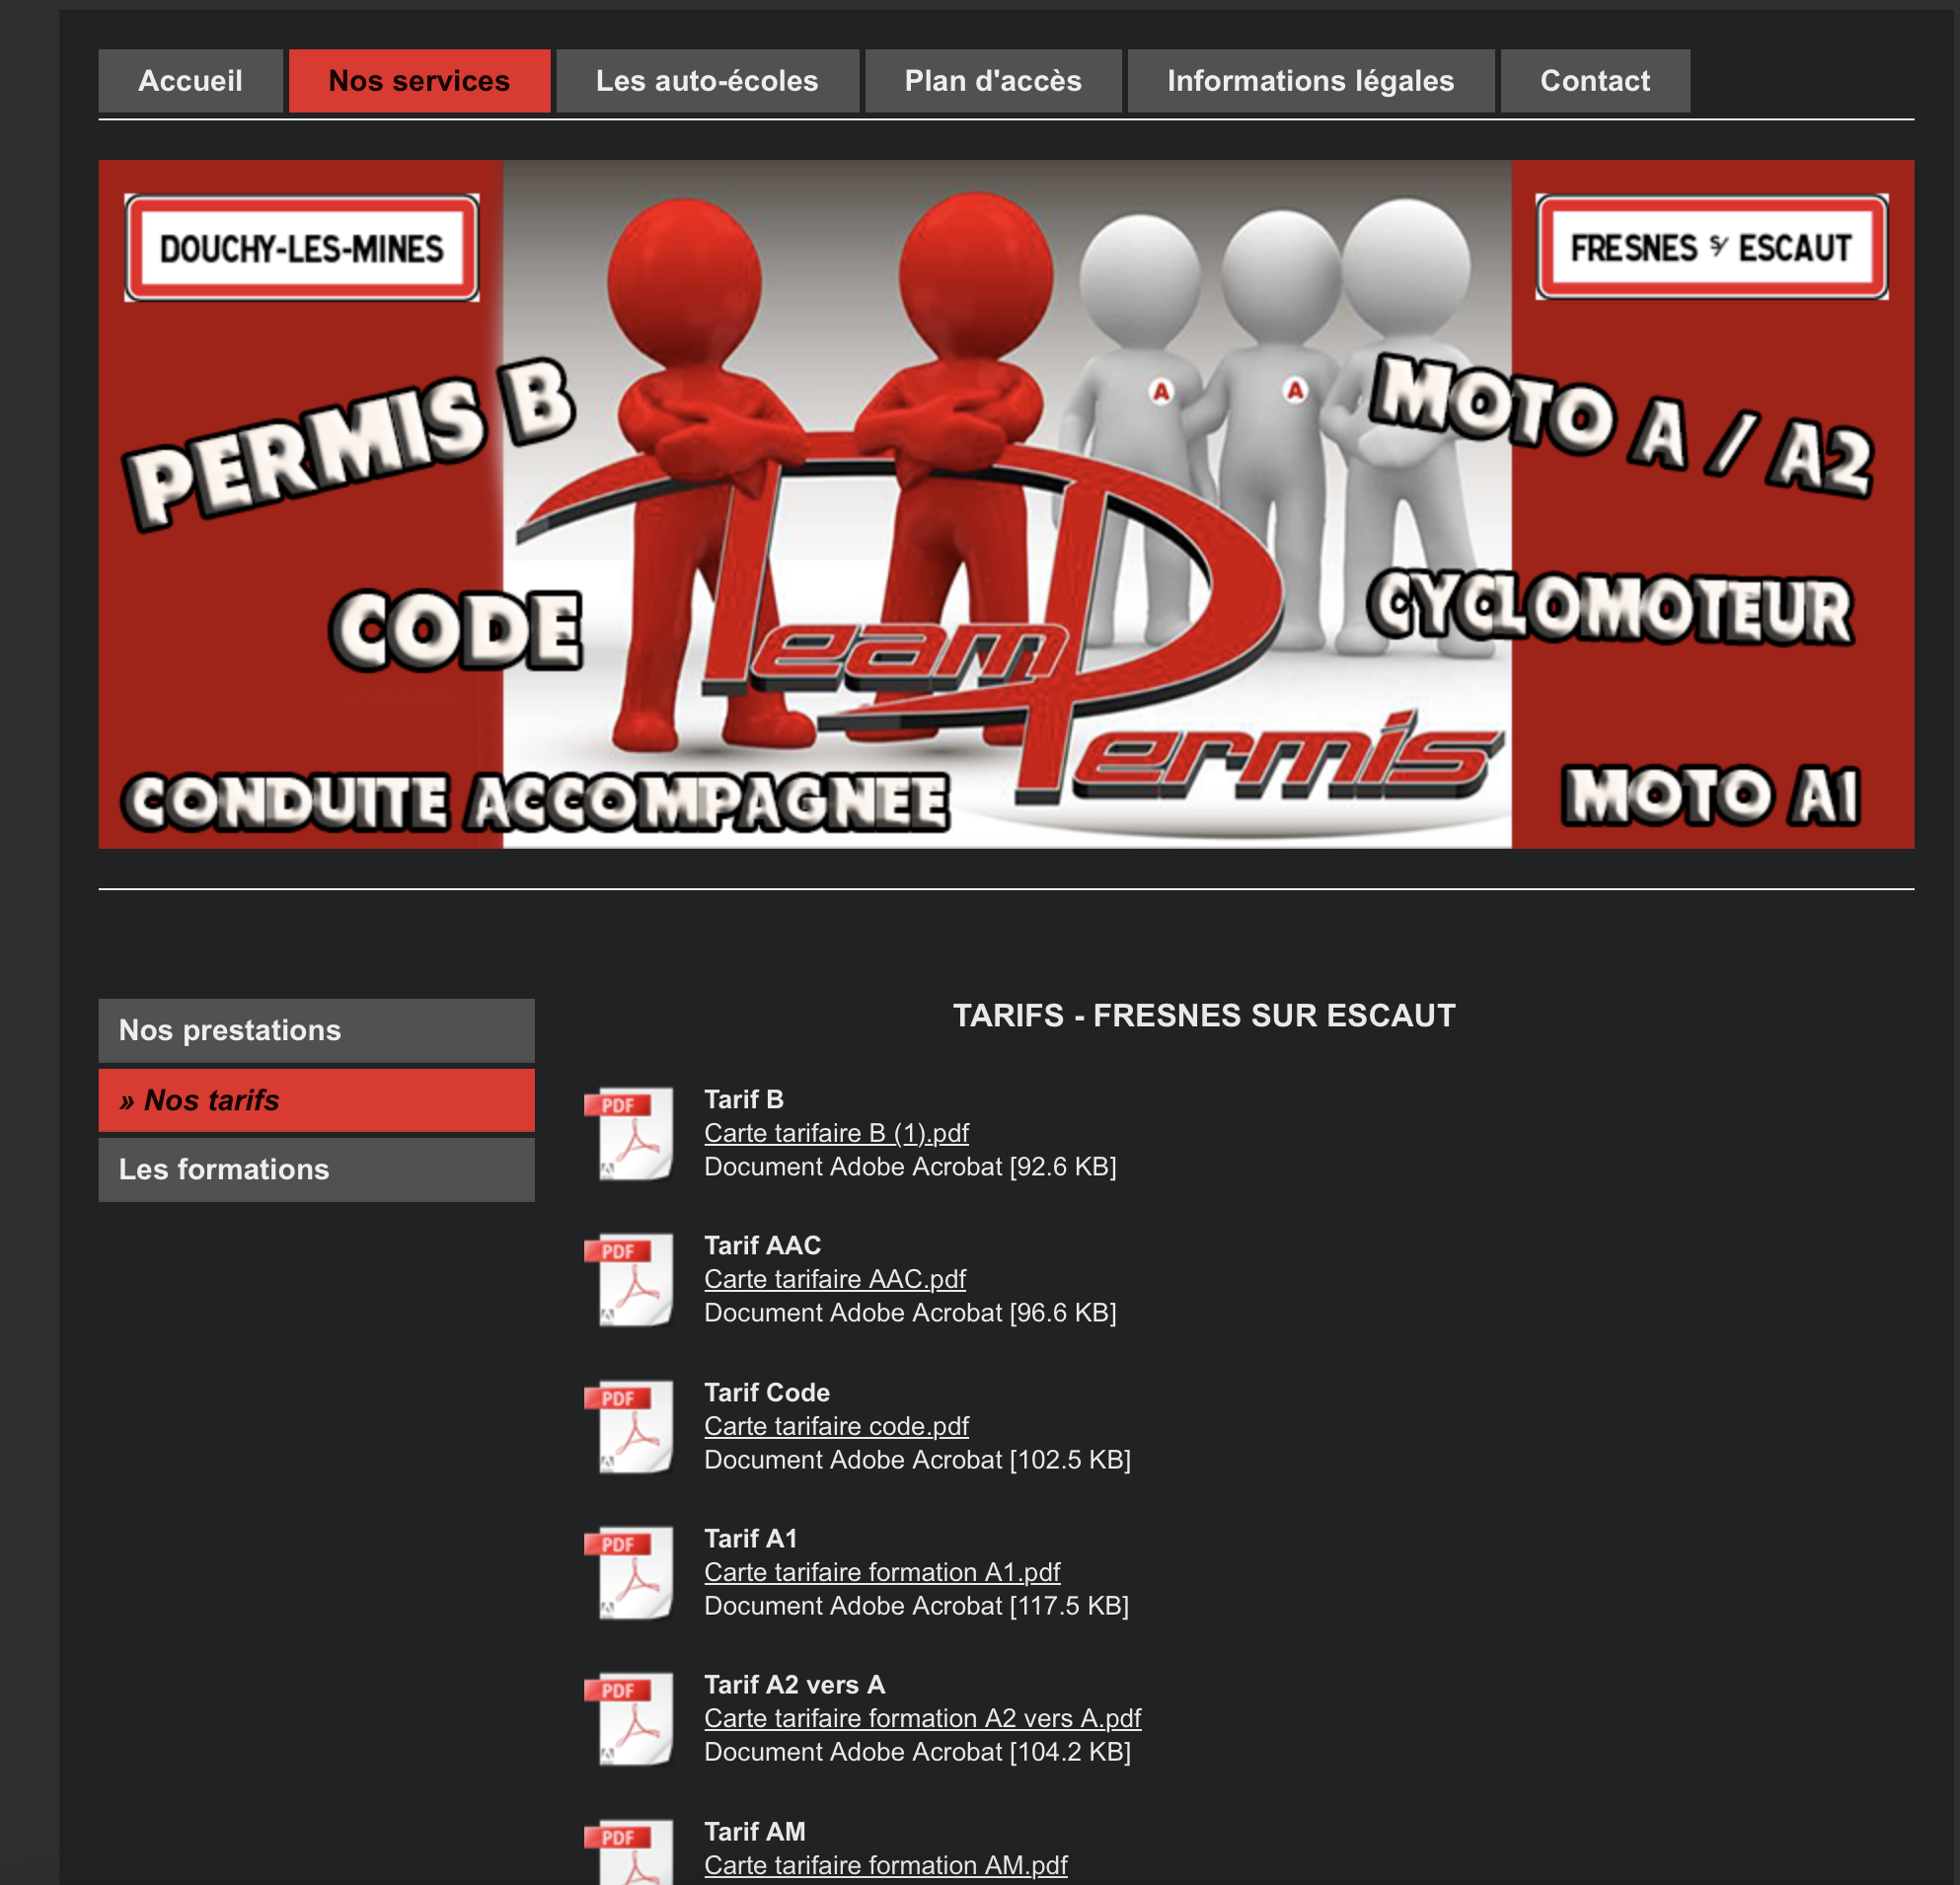 Accueil
Nos services
Les auto-écoles
Plan d'accès
Informations légales
Contact
DOUCHY-LES-MINES
FRESNES S/ ESCAUT
PERMIS B
MOTO A / A2
A
A
CODE
CYCLOMOTEUR
Team
Permis
CONDUITE ACCOMPAGNEE
MOTO A1
Nos prestations
» Nos tarifs
Les formations
TARIFS - FRESNES SUR ESCAUT
PDF
Tarif B
Carte tarifaire B (1).pdf
Document Adobe Acrobat [92.6 KB]
PDF
Tarif AAC
Carte tarifaire AAC.pdf
Document Adobe Acrobat [96.6 KB]
PDF
Tarif Code
Carte tarifaire code.pdf
Document Adobe Acrobat [102.5 KB]
PDF
Tarif A1
Carte tarifaire formation A1.pdf
Document Adobe Acrobat [117.5 KB]
PDF
Tarif A2 vers A
Carte tarifaire formation A2 vers A.pdf
Document Adobe Acrobat [104.2 KB]
PDF
Tarif AM
Carte tarifaire formation AM.pdf